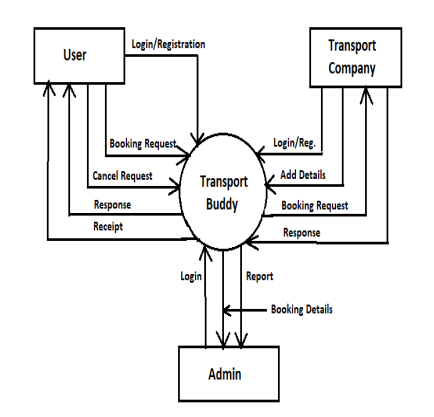 User
Login/Registration
Transport
Company
Booking Request
Login/Reg.
Cancel Request
Transport
Buddy
Add Details
Response
Booking Request
Receipt
Response
Login
Report
Booking Details
Admin